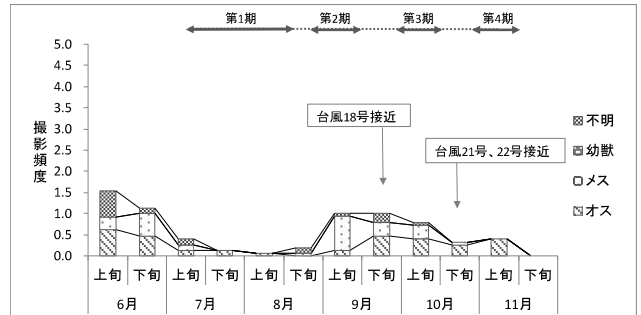 第1期 第2期 第3期 第4期
5.0
4.5
4.0
3.5
3.0
2.5
2.0
1.5
1.0
0.5
0.0
撮影頻度
台風18号接近
台風21号、22号接近
不明
幼獣
メス
オス
上旬 下旬 上旬 下旬 上旬 下旬 上旬 下旬 上旬 下旬 上旬 下旬
6月 7月 8月 9月 10月 11月